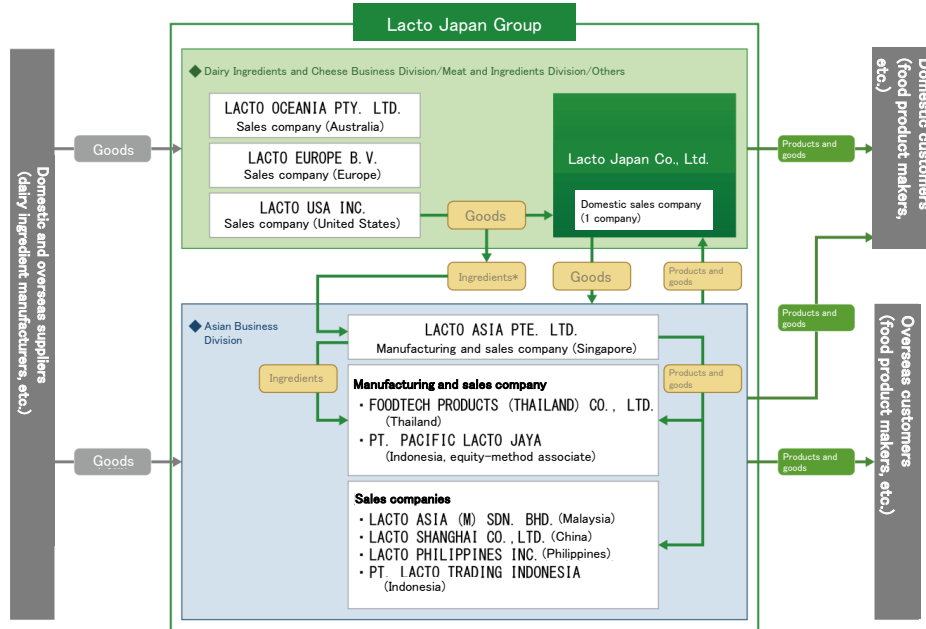 Lacto Japan Group
Domestic and overseas suppliers
(dairy ingredient manufacturers, etc.)
Goods
Goods
◆ Dairy Ingredients and Cheese Business Division/Meat and Ingredients Division/Others
LACTO OCEANIA PTY. LTD.
Sales company (Australia)
LACTO EUROPE B.V.
Sales company (Europe)
LACTO USA INC.
Sales company (United States)
Goods
Lacto Japan Co., Ltd.
Domestic sales company
(1 company)
Ingredients*
Goods
Products and
goods
◆ Asian Business
Division
LACTO ASIA PTE. LTD.
Manufacturing and sales company (Singapore)
Ingredients
Products and
goods
Manufacturing and sales company
・FOODTECH PRODUCTS (THAILAND) CO., LTD.
(Thailand)
・PT. PACIFIC LACTO JAYA
(Indonesia, equity-method associate)
Sales companies
・LACTO ASIA (M) SDN. BHD. (Malaysia)
・LACTO SHANGHAI CO.,LTD. (China)
・LACTO PHILIPPINES INC. (Philippines)
・PT. LACTO TRADING INDONESIA
(Indonesia)
Products and
goods
Products and
goods
Products and
goods
Domestic customers
(food product makers,
etc.)
Overseas customers
(food product makers, etc.)